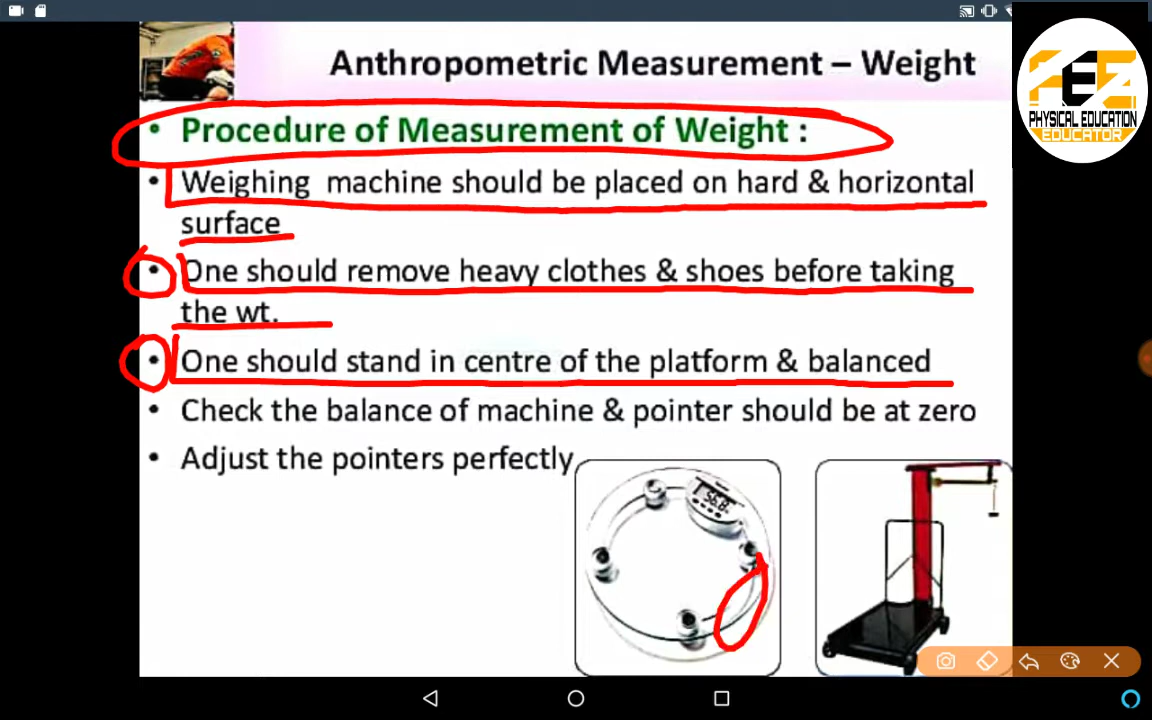 Anthropometric Measurement – Weight
PHYSICAL EDUCATION
EDUCATOR
• Procedure of Measurement of Weight :
• Weighing machine should be placed on hard & horizontal
surface
• One should remove heavy clothes & shoes before taking
the wt.
• One should stand in centre of the platform & balanced
• Check the balance of machine & pointer should be at zero
• Adjust the pointers perfectly
56.8